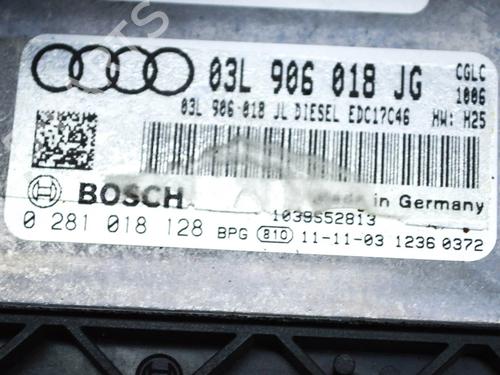 03L 906 018 JG CGLC
1006
03L 906 018 JL DIESEL EDC17C46 HW: H25
BOSCH in Germany
1039S52813
0 281 018 128 BPG 810 11-11-03 1236 0372